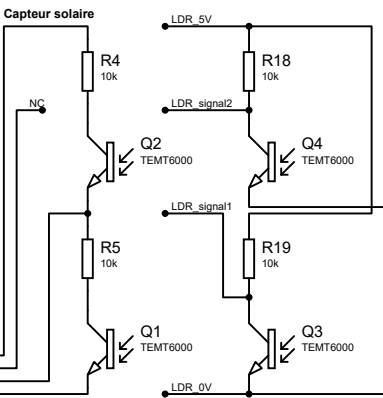 Capteur solaire
LDR_5V
R4
10k
R18
10k
NC
LDR_signal2
Q2
TEMT6000
Q4
TEMT6000
LDR_signal1
R5
10k
R19
10k
Q1
TEMT6000
Q3
TEMT6000
LDR_0V